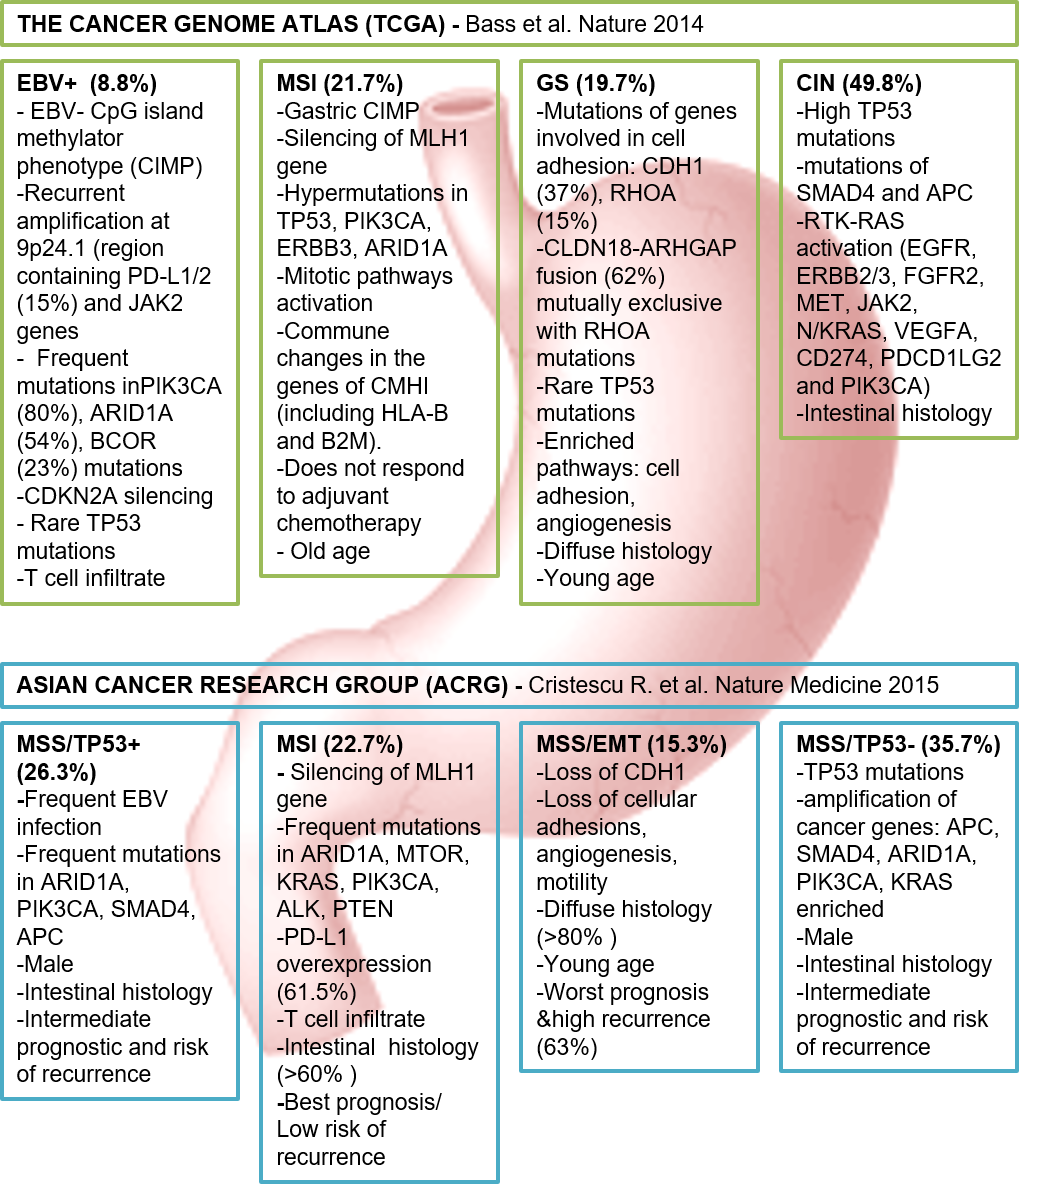 THE CANCER GENOME ATLAS (TCGA) - Bass et al. Nature 2014
EBV+ (8.8%)
- EBV- CpG island
methylator
phenotype (CIMP)
-Recurrent
amplification at
9p24.1 (region
containing PD-L1/2
(15%) and JAK2
genes
- Frequent
mutations inPIK3CA
(80%), ARID1A
(54%), BCOR
(23%) mutations
-CDKN2A silencing
- Rare TP53
mutations
-T cell infiltrate
MSI (21.7%)
-Gastric CIMP
-Silencing of MLH1
gene
-Hypermutations in
TP53, PIK3CA,
ERBB3, ARID1A
-Mitotic pathways
activation
-Commune
changes in the
genes of CMHI
(including HLA-B
and B2M).
-Does not respond
to adjuvant
chemotherapy
- Old age
GS (19.7%)
-Mutations of genes
involved in cell
adhesion: CDH1
(37%), RHOA
(15%)
-CLDN18-ARHGAP
fusion (62%)
mutually exclusive
with RHOA
mutations
-Rare TP53
mutations
-Enriched
pathways: cell
adhesion,
angiogenesis
-Diffuse histology
-Young age
CIN (49.8%)
-High TP53
mutations
-mutations of
SMAD4 and APC
-RTK-RAS
activation (EGFR,
ERBB2/3, FGFR2,
MET, JAK2,
N/KRAS, VEGFA,
CD274, PDCD1LG2
and PIK3CA)
-Intestinal histology
ASIAN CANCER RESEARCH GROUP (ACRG) - Cristescu R. et al. Nature Medicine 2015
MSS/TP53+
(26.3%)
-Frequent EBV
infection
-Frequent mutations
in ARID1A,
PIK3CA, SMAD4,
APC
-Male
-Intestinal histology
-Intermediate
prognostic and risk
of recurrence
MSI (22.7%)
- Silencing of MLH1
gene
-Frequent mutations
in ARID1A, MTOR,
KRAS, PIK3CA,
ALK, PTEN
-PD-L1
overexpression
(61.5%)
-T cell infiltrate
-Intestinal histology
(>60% )
-Best prognosis/
Low risk of
recurrence
MSS/EMT (15.3%)
-Loss of CDH1
-Loss of cellular
adhesions,
angiogenesis,
motility
-Diffuse histology
(>80% )
-Young age
-Worst prognosis
&high recurrence
(63%)
MSS/TP53- (35.7%)
-TP53 mutations
-amplification of
cancer genes: APC,
SMAD4, ARID1A,
PIK3CA, KRAS
enriched
-Male
-Intestinal histology
-Intermediate
prognostic and risk
of recurrence